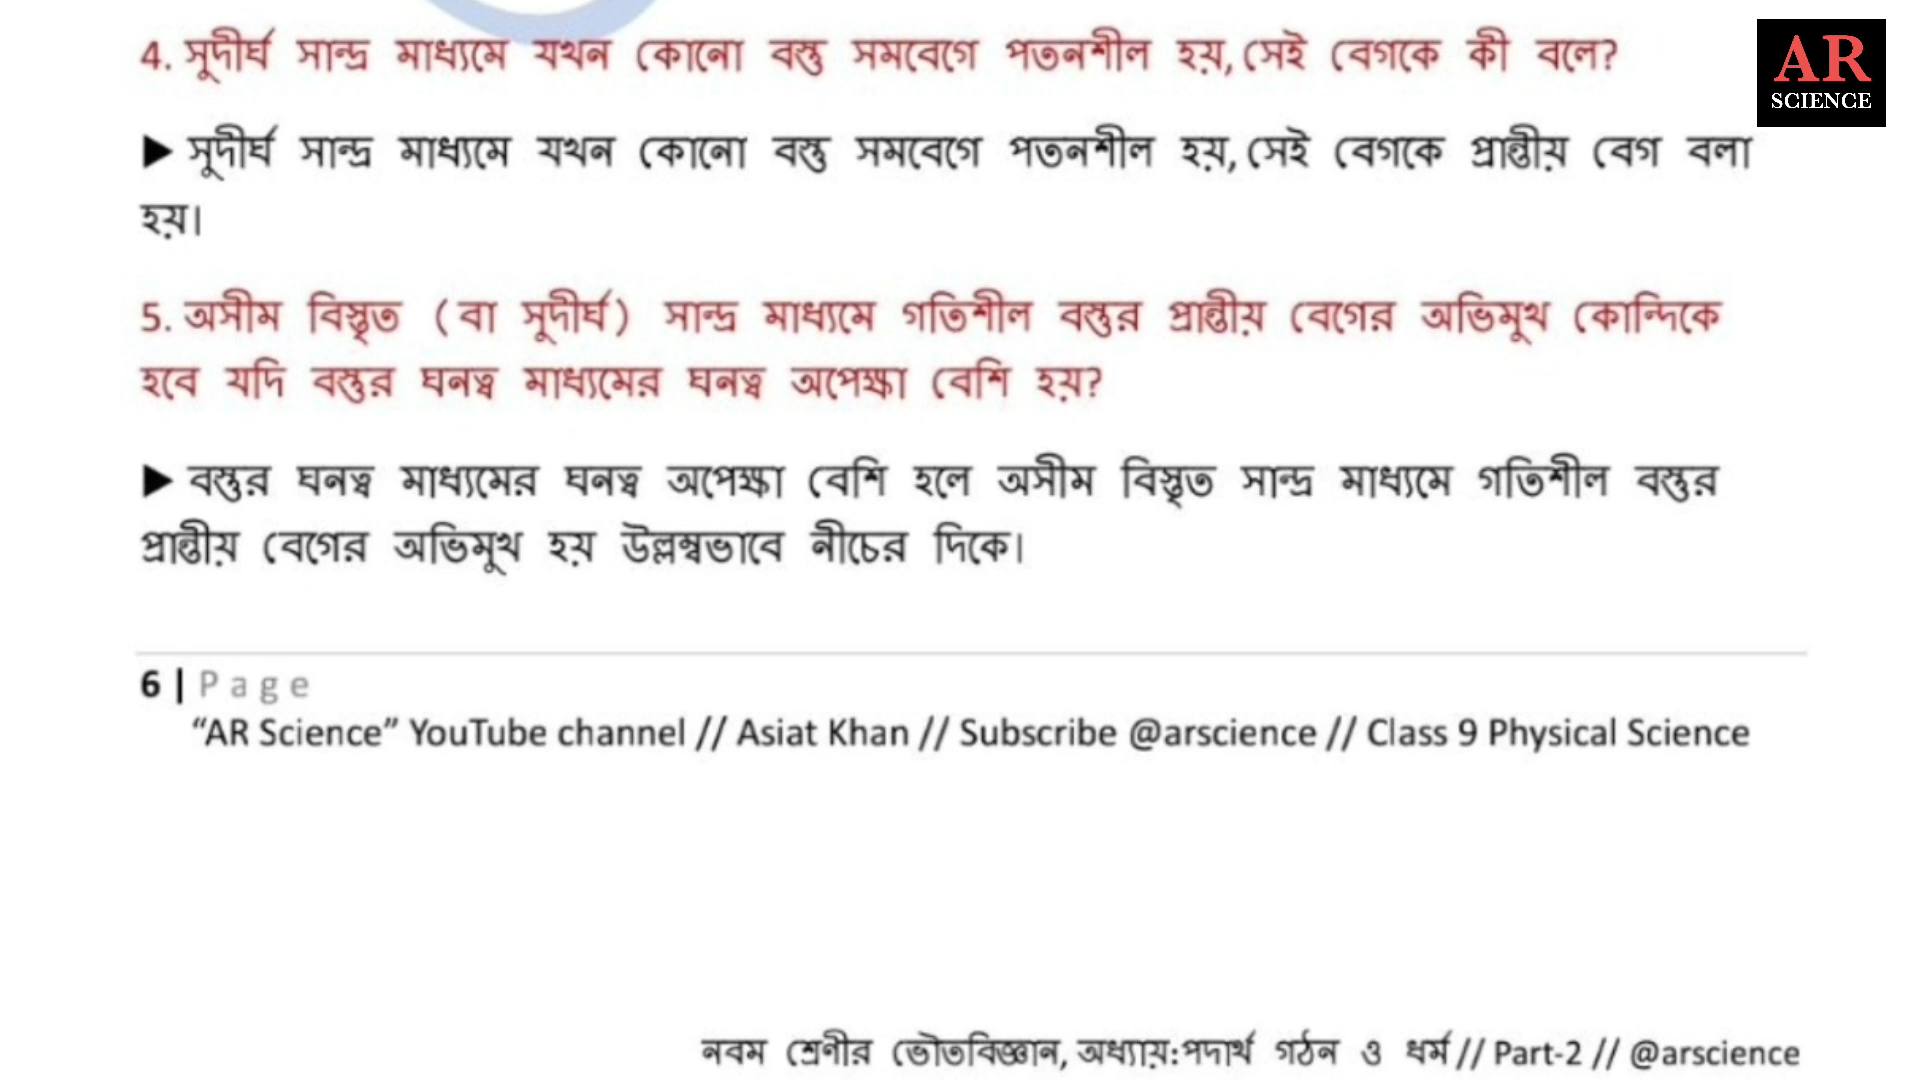 4. সুদীর্ঘ সান্দ্র মাধ্যমে যখন কোনো বস্তু সমবেগে পতনশীল হয়, সেই বেগকে কী বলে?
AR
SCIENCE
▶ সুদীর্ঘ সান্দ্র মাধ্যমে যখন কোনো বস্তু সমবেগে পতনশীল হয়, সেই বেগকে প্রান্তীয় বেগ বলা
হয়।
5. অসীম বিস্তৃত (বা সুদীর্ঘ) সান্দ্র মাধ্যমে গতিশীল বস্তুর প্রান্তীয় বেগের অভিমুখ কোন্দিকে
হবে যদি বস্তুর ঘনত্ব মাধ্যমের ঘনত্ব অপেক্ষা বেশি হয়?
▶ বস্তুর ঘনত্ব মাধ্যমের ঘনত্ব অপেক্ষা বেশি হলে অসীম বিস্তৃত সান্দ্র মাধ্যমে গতিশীল বস্তুর
প্রান্তীয় বেগের অভিমুখ হয় উল্লম্বভাবে নীচের দিকে।
6 | Page
“AR Science” YouTube channel // Asiat Khan // Subscribe @arscience // Class 9 Physical Science
নবম শ্রেণীর ভৌতবিজ্ঞান, অধ্যায়:পদার্থ গঠন ও ধর্ম // Part-2 // @arscience